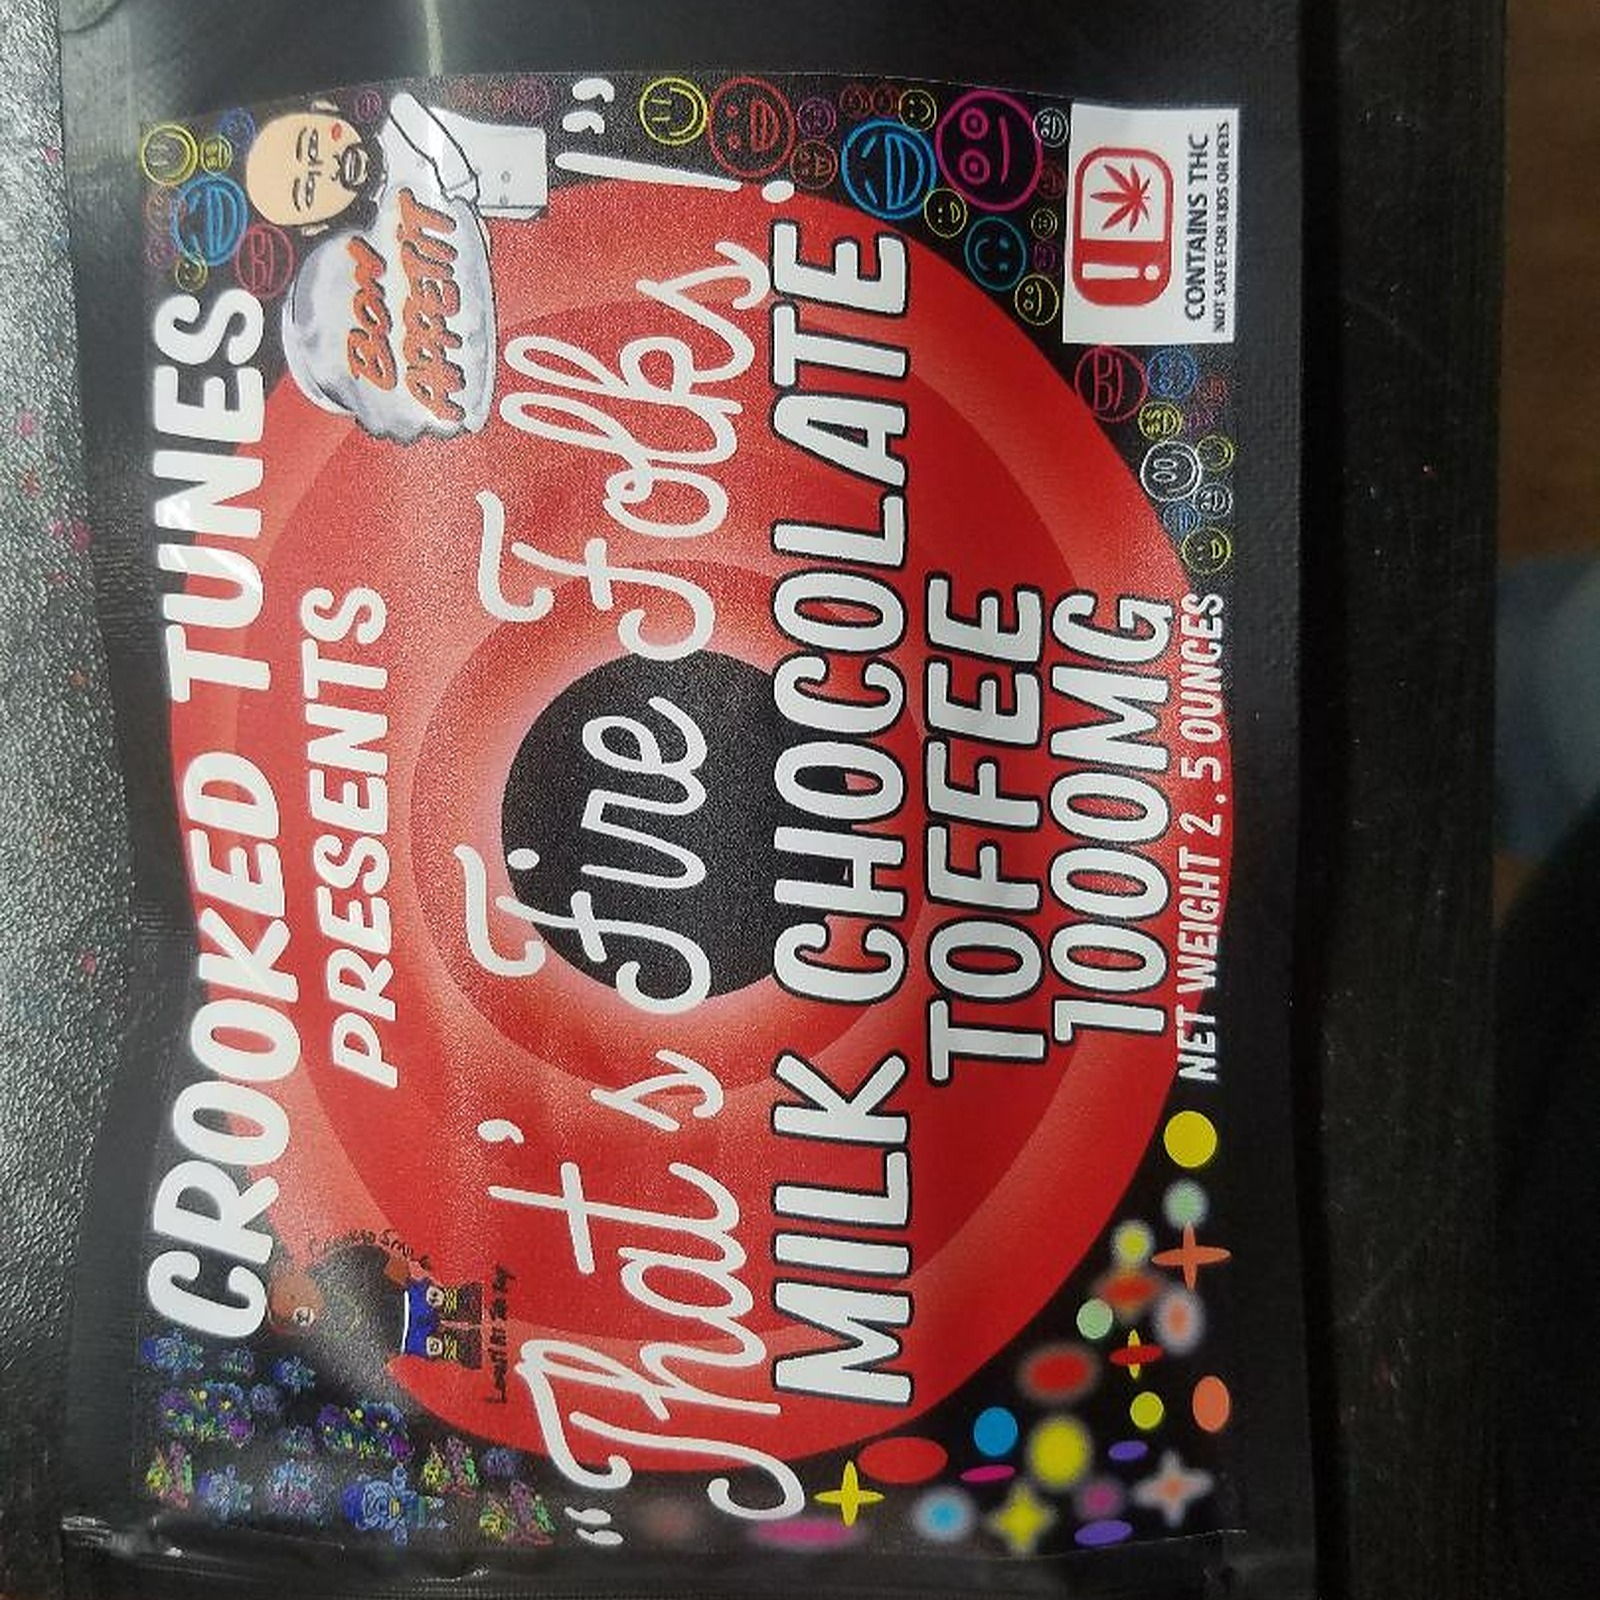 CROOKED TUNES
PRESENTS
BON
APPETIT
"That's Fire Folks!"
MILK CHOCOLATE
TOFFEE
1000MG
NET WEIGHT 2.5 OUNCES
CONTAINS THC
NOT SAFE FOR KIDS OR PETS